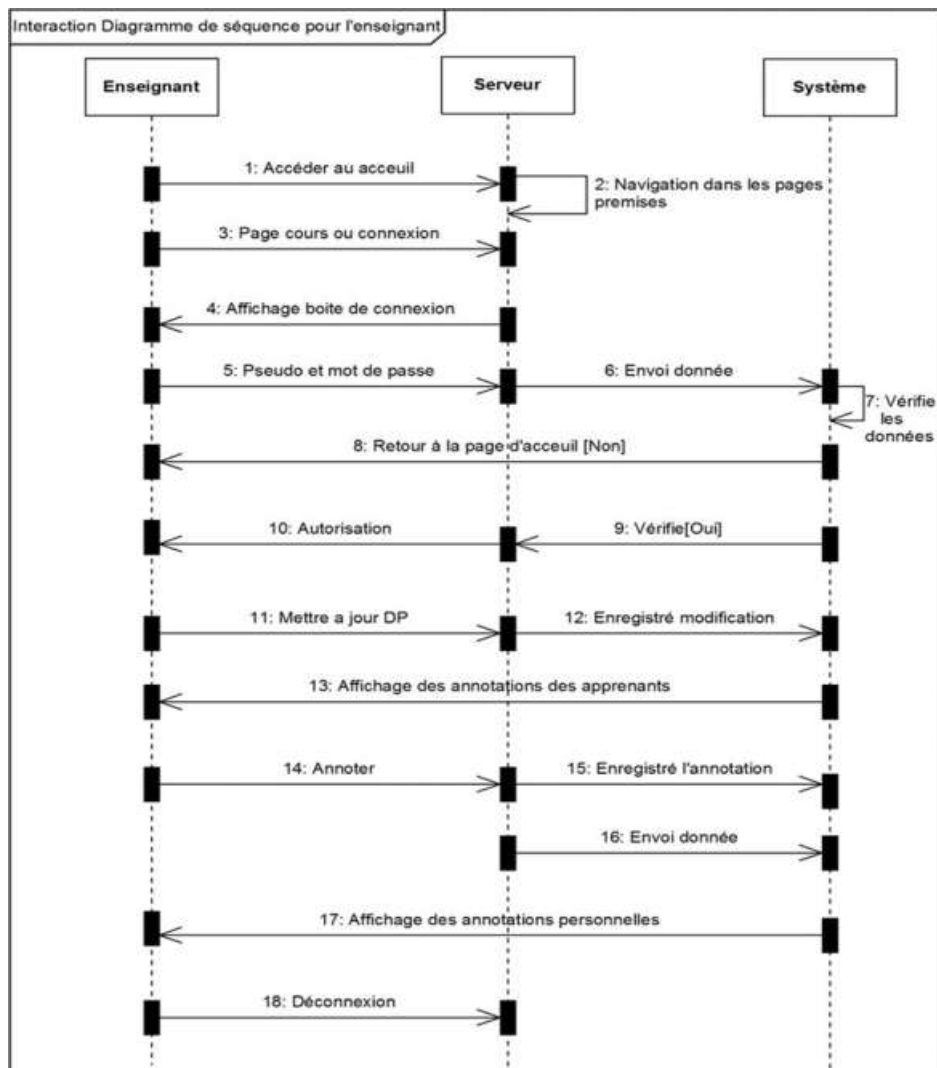 Interaction Diagramme de séquence pour l'enseignant
Enseignant
Serveur
Système
1: Accéder au acceuil
2: Navigation dans les pages
premises
3: Page cours ou connexion
4: Affichage boite de connexion
5: Pseudo et mot de passe
6: Envoi donnée
7: Vérifie
les
données
8: Retour à la page d'acceuil [Non]
10: Autorisation
9: Vérifie[Oui]
11: Mettre a jour DP
12: Enregistré modification
13: Affichage des annotations des apprenants
14: Annoter
15: Enregistré l'annotation
16: Envoi donnée
17: Affichage des annotations personnelles
18: Déconnexion